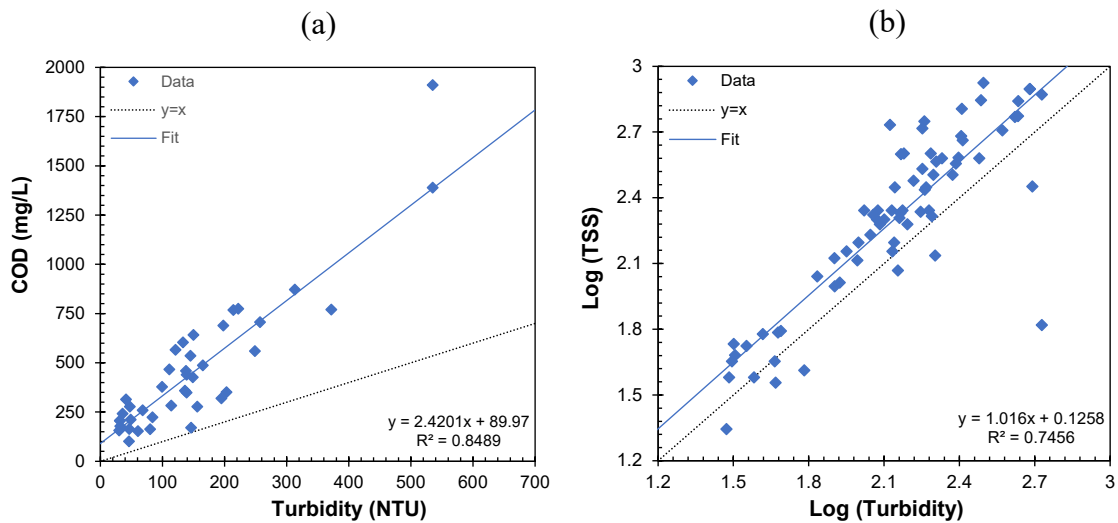 (a)
COD (mg/L)
2000
1750
1500
1250
1000
750
500
250
0
Data
y=x
Fit
y = 2.4201x + 89.97
R² = 0.8489
0 100 200 300 400 500 600 700
Turbidity (NTU)
(b)
Log (TSS)
3
2.7
2.4
2.1
1.8
1.5
1.2
Data
y=x
Fit
y = 1.016x + 0.1258
R² = 0.7456
1.2 1.5 1.8 2.1 2.4 2.7 3
Log (Turbidity)